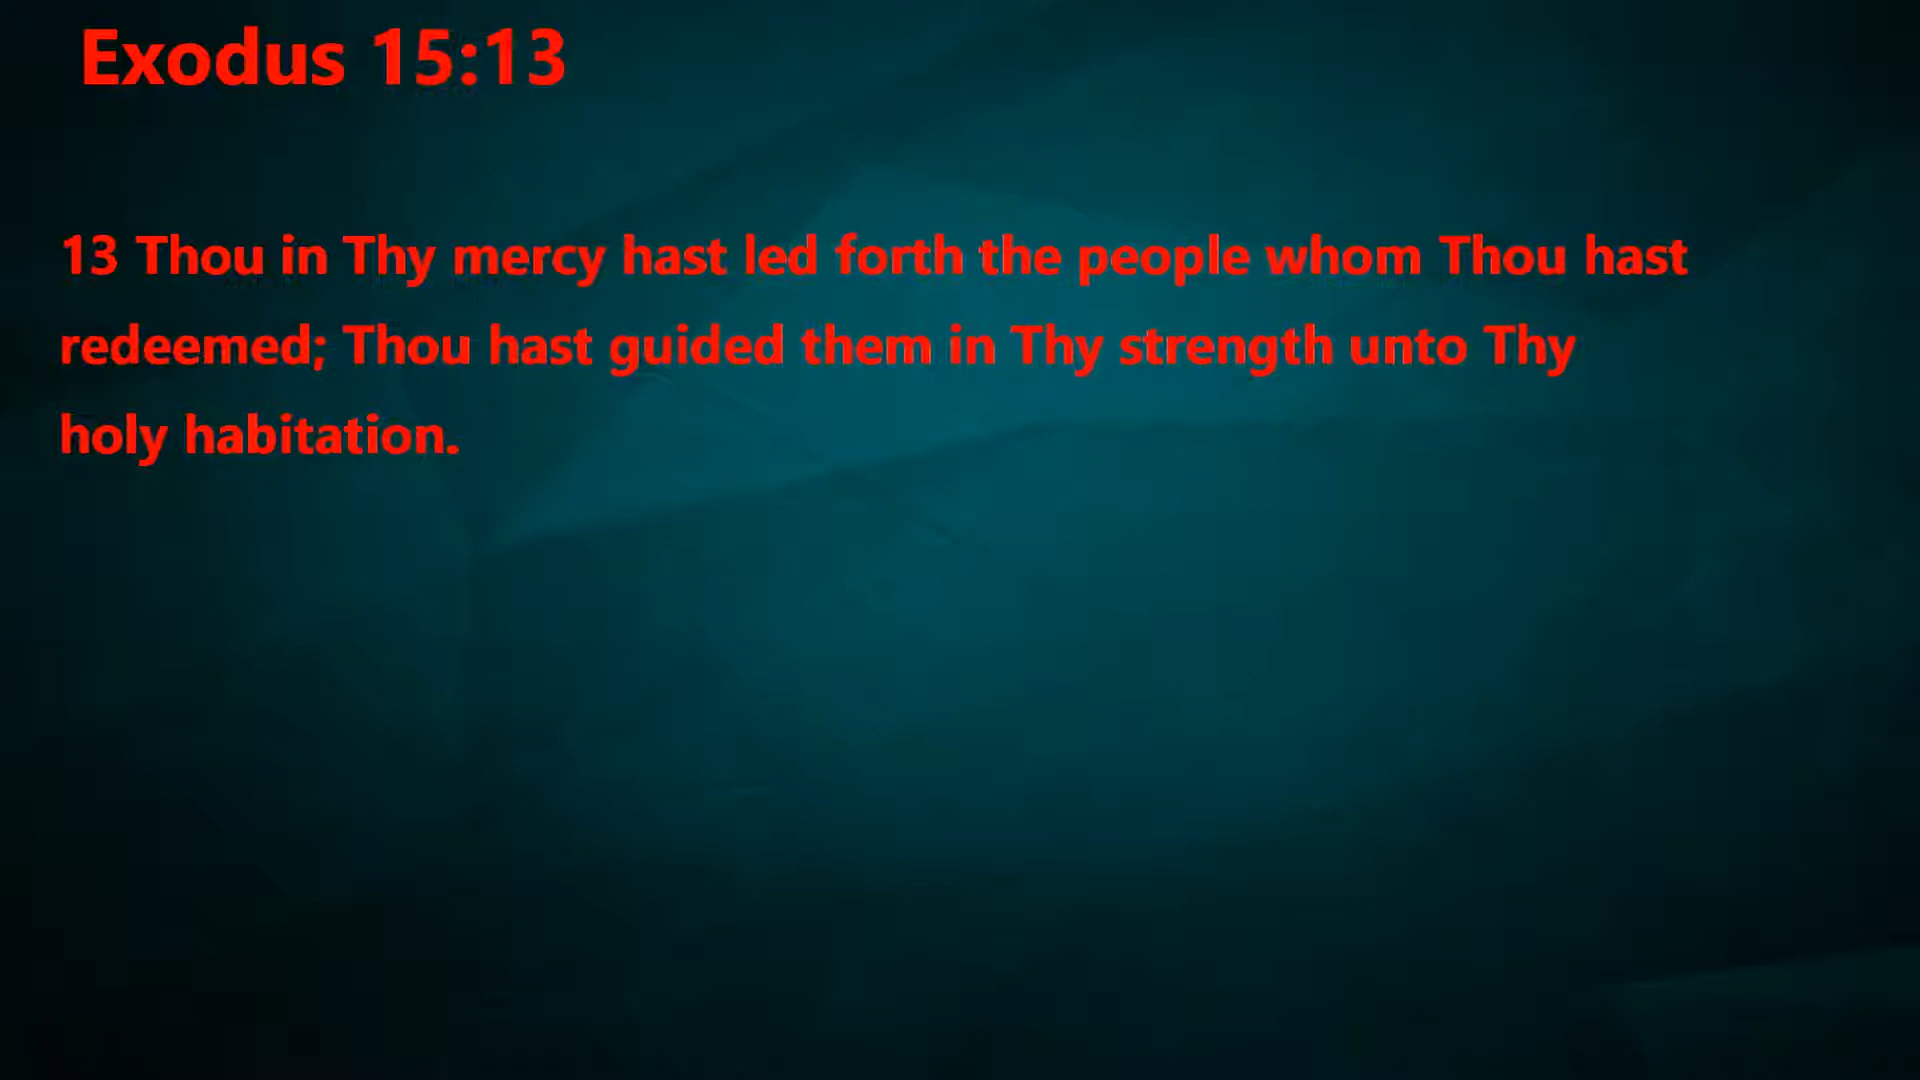 Exodus 15:13
13 Thou in Thy mercy hast led forth the people whom Thou hast
redeemed; Thou hast guided them in Thy strength unto Thy
holy habitation.